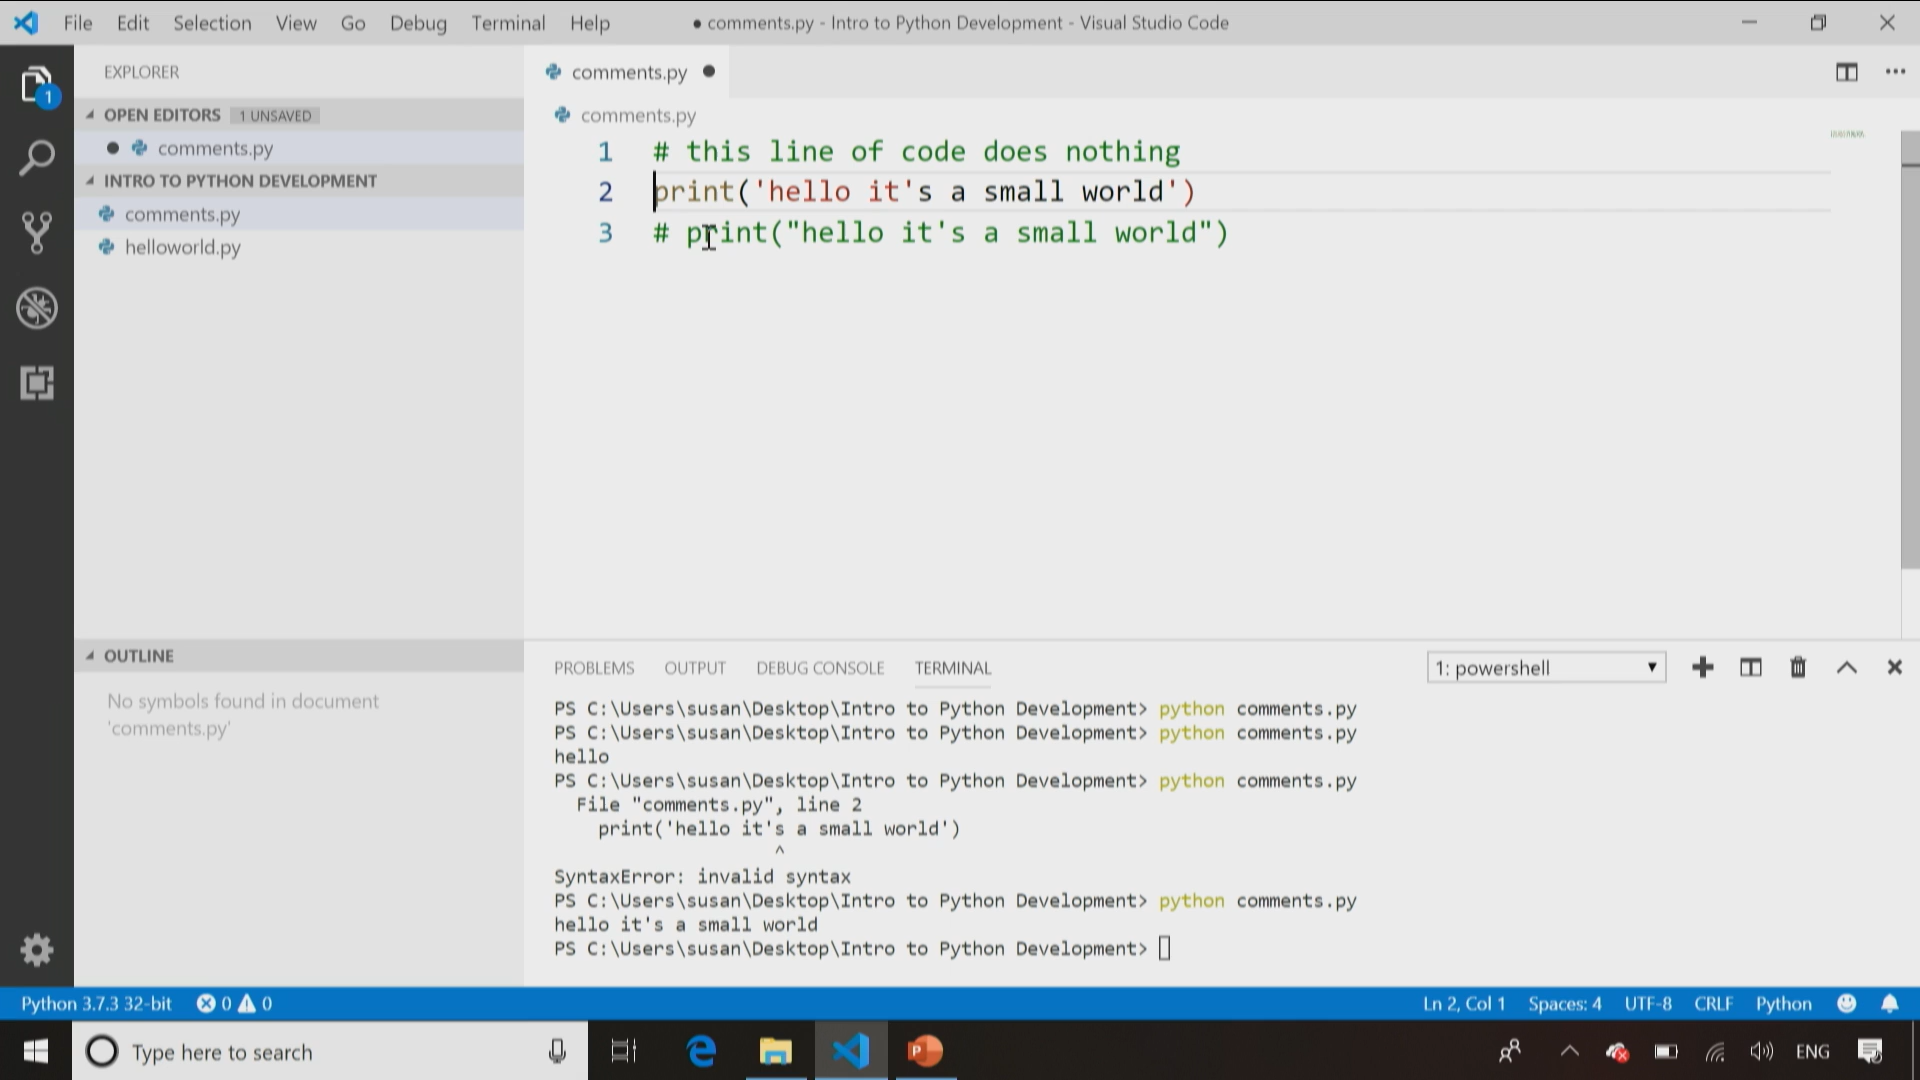 File Edit Selection View Go Debug Terminal Help
● comments.py - Intro to Python Development - Visual Studio Code
1
EXPLORER
OPEN EDITORS 1 UNSAVED
comments.py
INTRO TO PYTHON DEVELOPMENT
comments.py
helloworld.py
OUTLINE
No symbols found in document
'comments.py'
comments.py
comments.py
1 # this line of code does nothing
2 print('hello it's a small world')
3 # print("hello it's a small world")
PROBLEMS OUTPUT DEBUG CONSOLE TERMINAL
1: powershell
PS C:\Users\susan\Desktop\Intro to Python Development> python comments.py
PS C:\Users\susan\Desktop\Intro to Python Development> python comments.py
hello
PS C:\Users\susan\Desktop\Intro to Python Development> python comments.py
File "comments.py", line 2
print('hello it's a small world')
^
SyntaxError: invalid syntax
PS C:\Users\susan\Desktop\Intro to Python Development> python comments.py
hello it's a small world
PS C:\Users\susan\Desktop\Intro to Python Development>
Python 3.7.3 32-bit 0 0
Ln 2, Col 1 Spaces: 4 UTF-8 CRLF Python
Type here to search
P
ENG